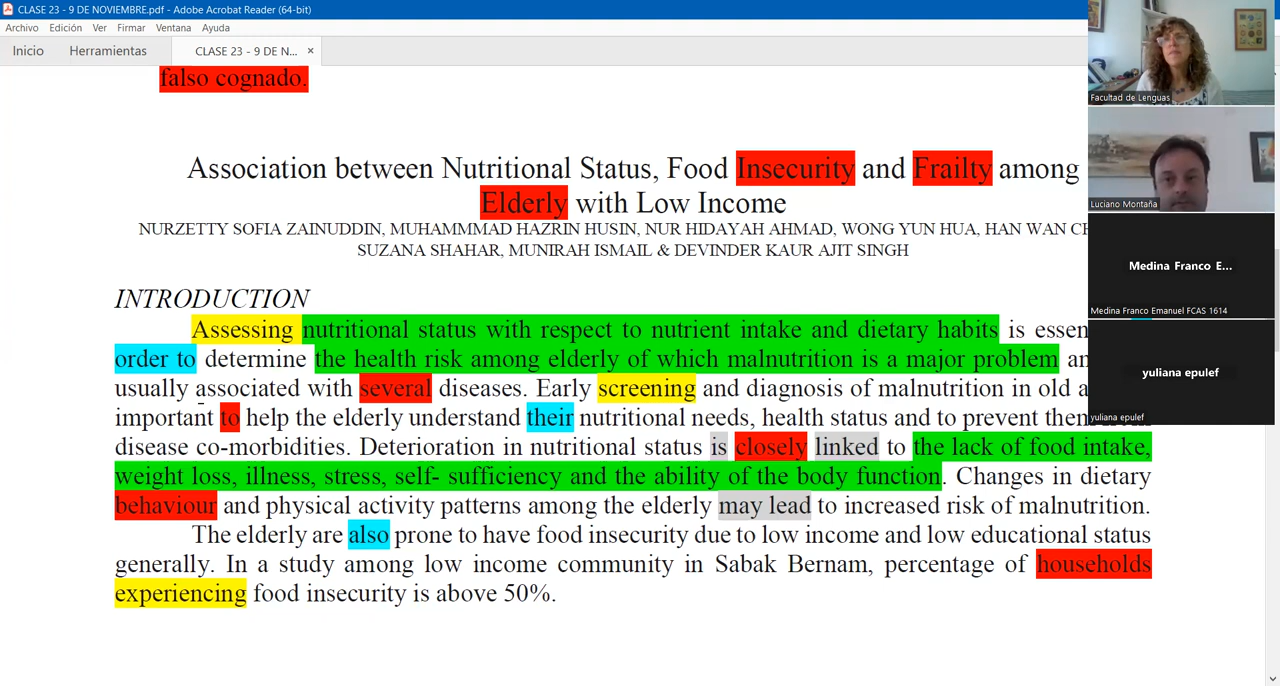 CLASE 23 - 9 DE NOVIEMBRE.pdf - Adobe Acrobat Reader (64-bit)
Archivo Edición Ver Firmar Ventana Ayuda
Inicio Herramientas CLASE 23 - 9 DE N... ×
falso cognado.
Association between Nutritional Status, Food Insecurity and Frailty among
Elderly with Low Income
NURZETTY SOFIA ZAINUDDIN, MUHAMMMAD HAZRIN HUSIN, NUR HIDAYAH AHMAD, WONG YUN HUA, HAN WAN
SUZANA SHAHAR, MUNIRAH ISMAIL & DEVINDER KAUR AJIT SINGH
INTRODUCTION
Assessing nutritional status with respect to nutrient intake and dietary habits is
order to determine the health risk among elderly of which malnutrition is a major problem
usually associated with several diseases. Early screening and diagnosis of malnutrition in old
important to help the elderly understand their nutritional needs, health status and to prevent
disease co-morbidities. Deterioration in nutritional status is closely linked to the lack of food intake,
weight loss, illness, stress, self- sufficiency and the ability of the body function. Changes in dietary
behaviour and physical activity patterns among the elderly may lead to increased risk of malnutrition.
The elderly are also prone to have food insecurity due to low income and low educational status
generally. In a study among low income community in Sabak Bernam, percentage of households
experiencing food insecurity is above 50%.
Facultad de Lenguas
Luciano Montaña
Medina Franco E...
Medina Franco Emanuel FCAS 1614
yuliana epulef
yuliana epulef